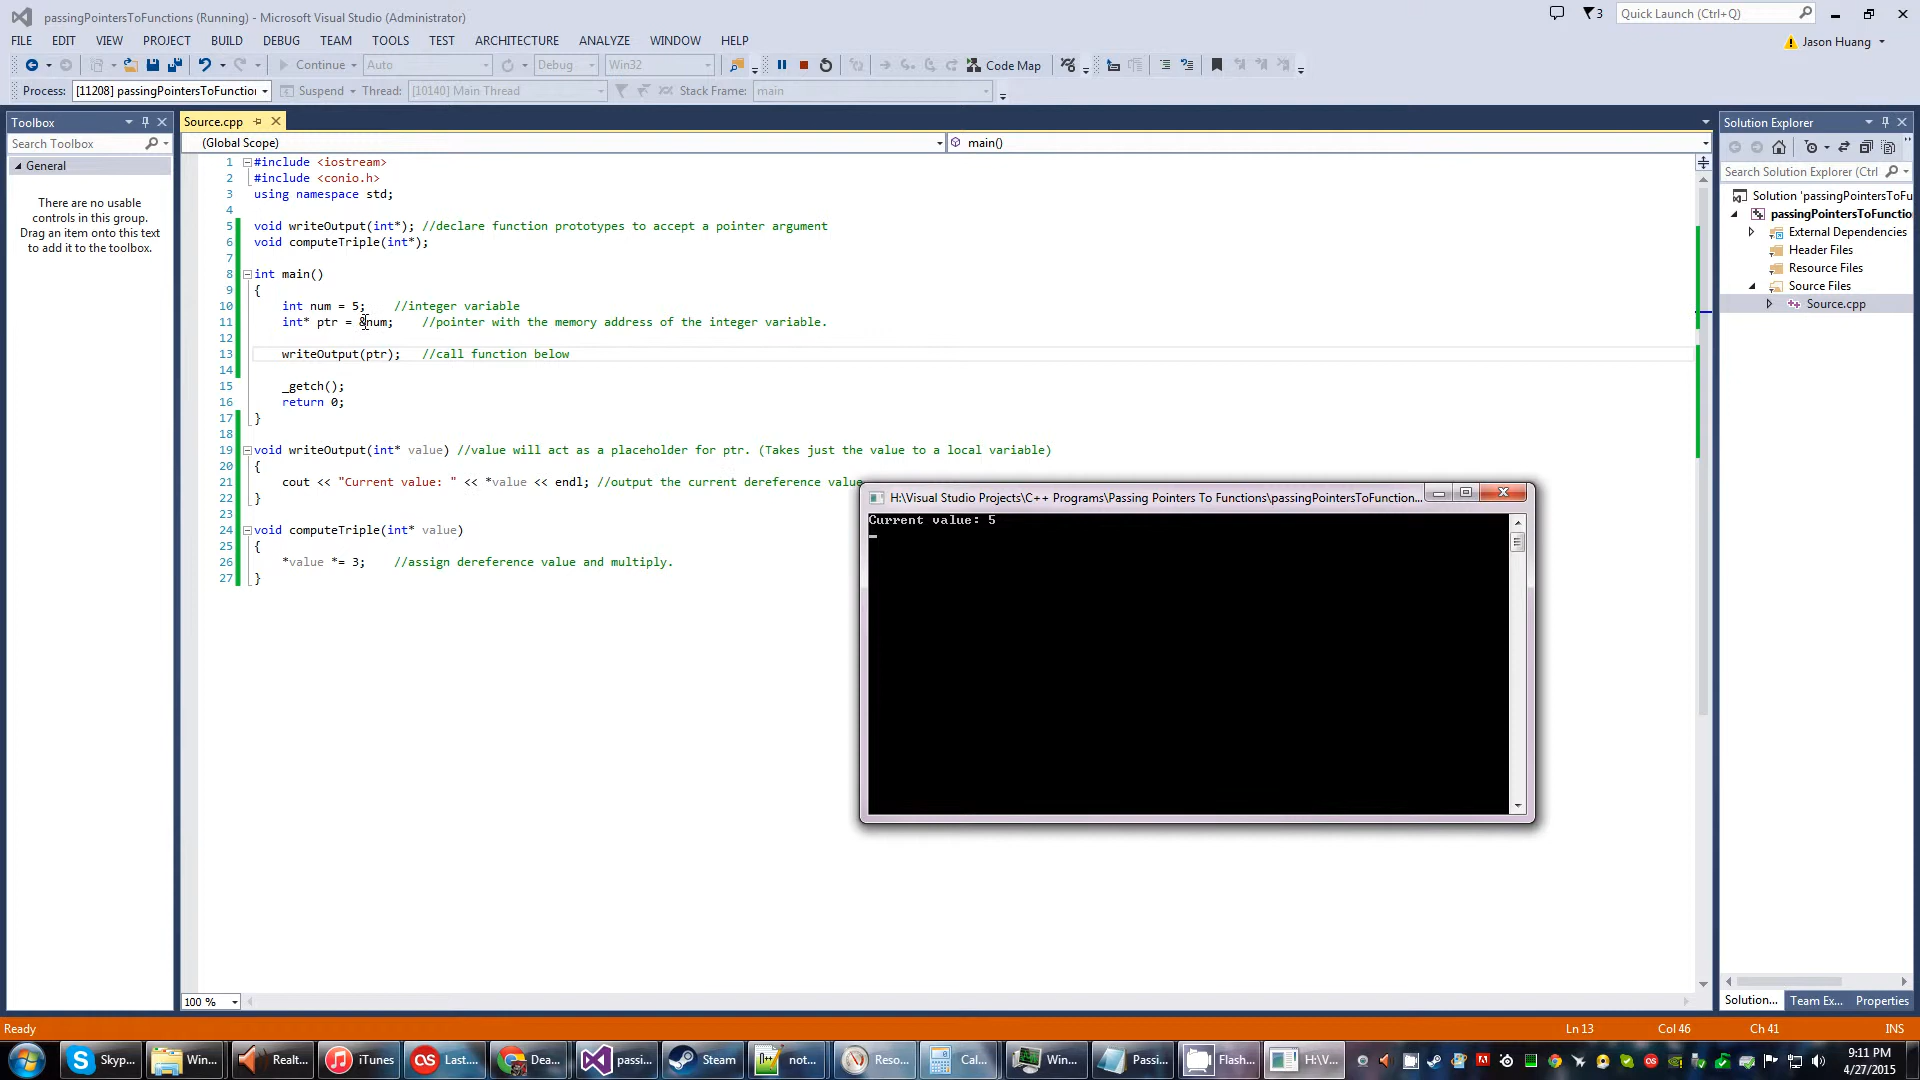 passingPointersToFunctions (Running) - Microsoft Visual Studio (Administrator)
3
Quick Launch (Ctrl+Q)
FILE EDIT VIEW PROJECT BUILD DEBUG TEAM TOOLS TEST ARCHITECTURE ANALYZE WINDOW HELP
Jason Huang
Continue Auto Debug Win32 Code Map
Process: [11208] passingPointersToFunction Suspend Thread: [10140] Main Thread Stack Frame: main
Toolbox
Search Toolbox
General
There are no usable
controls in this group.
Drag an item onto this text
to add it to the toolbox.
Source.cpp
(Global Scope) main()
1 #include <iostream>
2 #include <conio.h>
3 using namespace std;
4
5 void writeOutput(int*); //declare function prototypes to accept a pointer argument
6 void computeTriple(int*);
7
8 int main()
9 {
10 int num = 5; //integer variable
11 int* ptr = &num; //pointer with the memory address of the integer variable.
12
13 writeOutput(ptr); //call function below
14
15 _getch();
16 return 0;
17 }
18
19 void writeOutput(int* value) //value will act as a placeholder for ptr. (Takes just the value to a local variable)
20 {
21 cout << "Current value: " << *value << endl; //output the current dereference value
22 }
23
24 void computeTriple(int* value)
25 {
26 *value *= 3; //assign dereference value and multiply.
27 }
H:\Visual Studio Projects\C++ Programs\Passing Pointers To Functions\passingPointersToFunction...
Current value: 5
Solution Explorer
Search Solution Explorer (Ctrl
Solution 'passingPointersToFu
passingPointersToFunctio
External Dependencies
Header Files
Resource Files
Source Files
Source.cpp
Solution... Team Ex... Properties
100 %
Ready Ln 13 Col 46 Ch 41 INS
Skyp... Win... Realt... iTunes Last.... Dea... passi... Steam not... Reso... Cal... Win... Passi... Flash... H:\V...
9:11 PM
4/27/2015